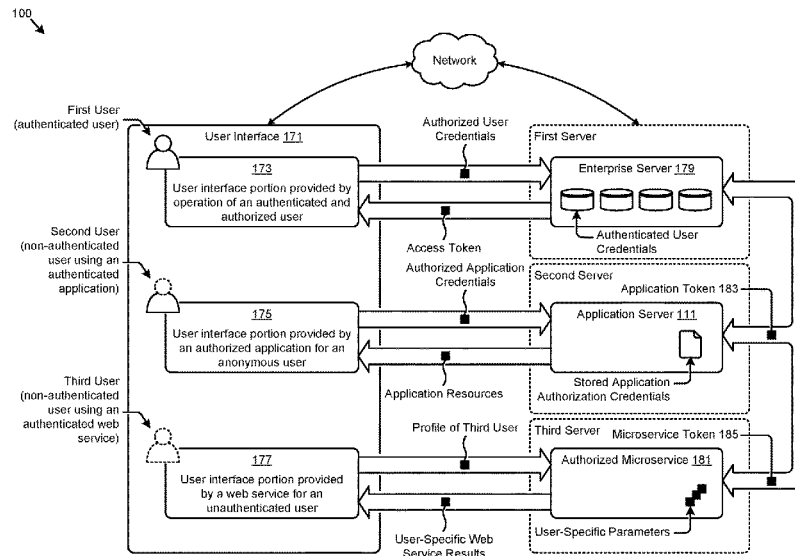 100
Network
First User
(authenticated user)
User Interface 171
Authorized User
Credentials
First Server
173
User interface portion provided by
operation of an authenticated and
authorized user
Enterprise Server 179
Authenticated User
Credentials
Access Token
Second User
(non-authenticated
user using an
authenticated
application)
Authorized Application
Credentials
Second Server
Application Token 183
175
User interface portion provided by
an authorized application for an
anonymous user
Application Server 111
Application Resources
Stored Application
Authorization Credentials
Third User
(non-authenticated
user using an
authenticated web
service)
Profile of Third User
Third Server
Microservice Token 185
177
User interface portion provided
by a web service for an
unauthenticated user
Authorized Microservice 181
User-Specific Parameters
User-Specific Web
Service Results